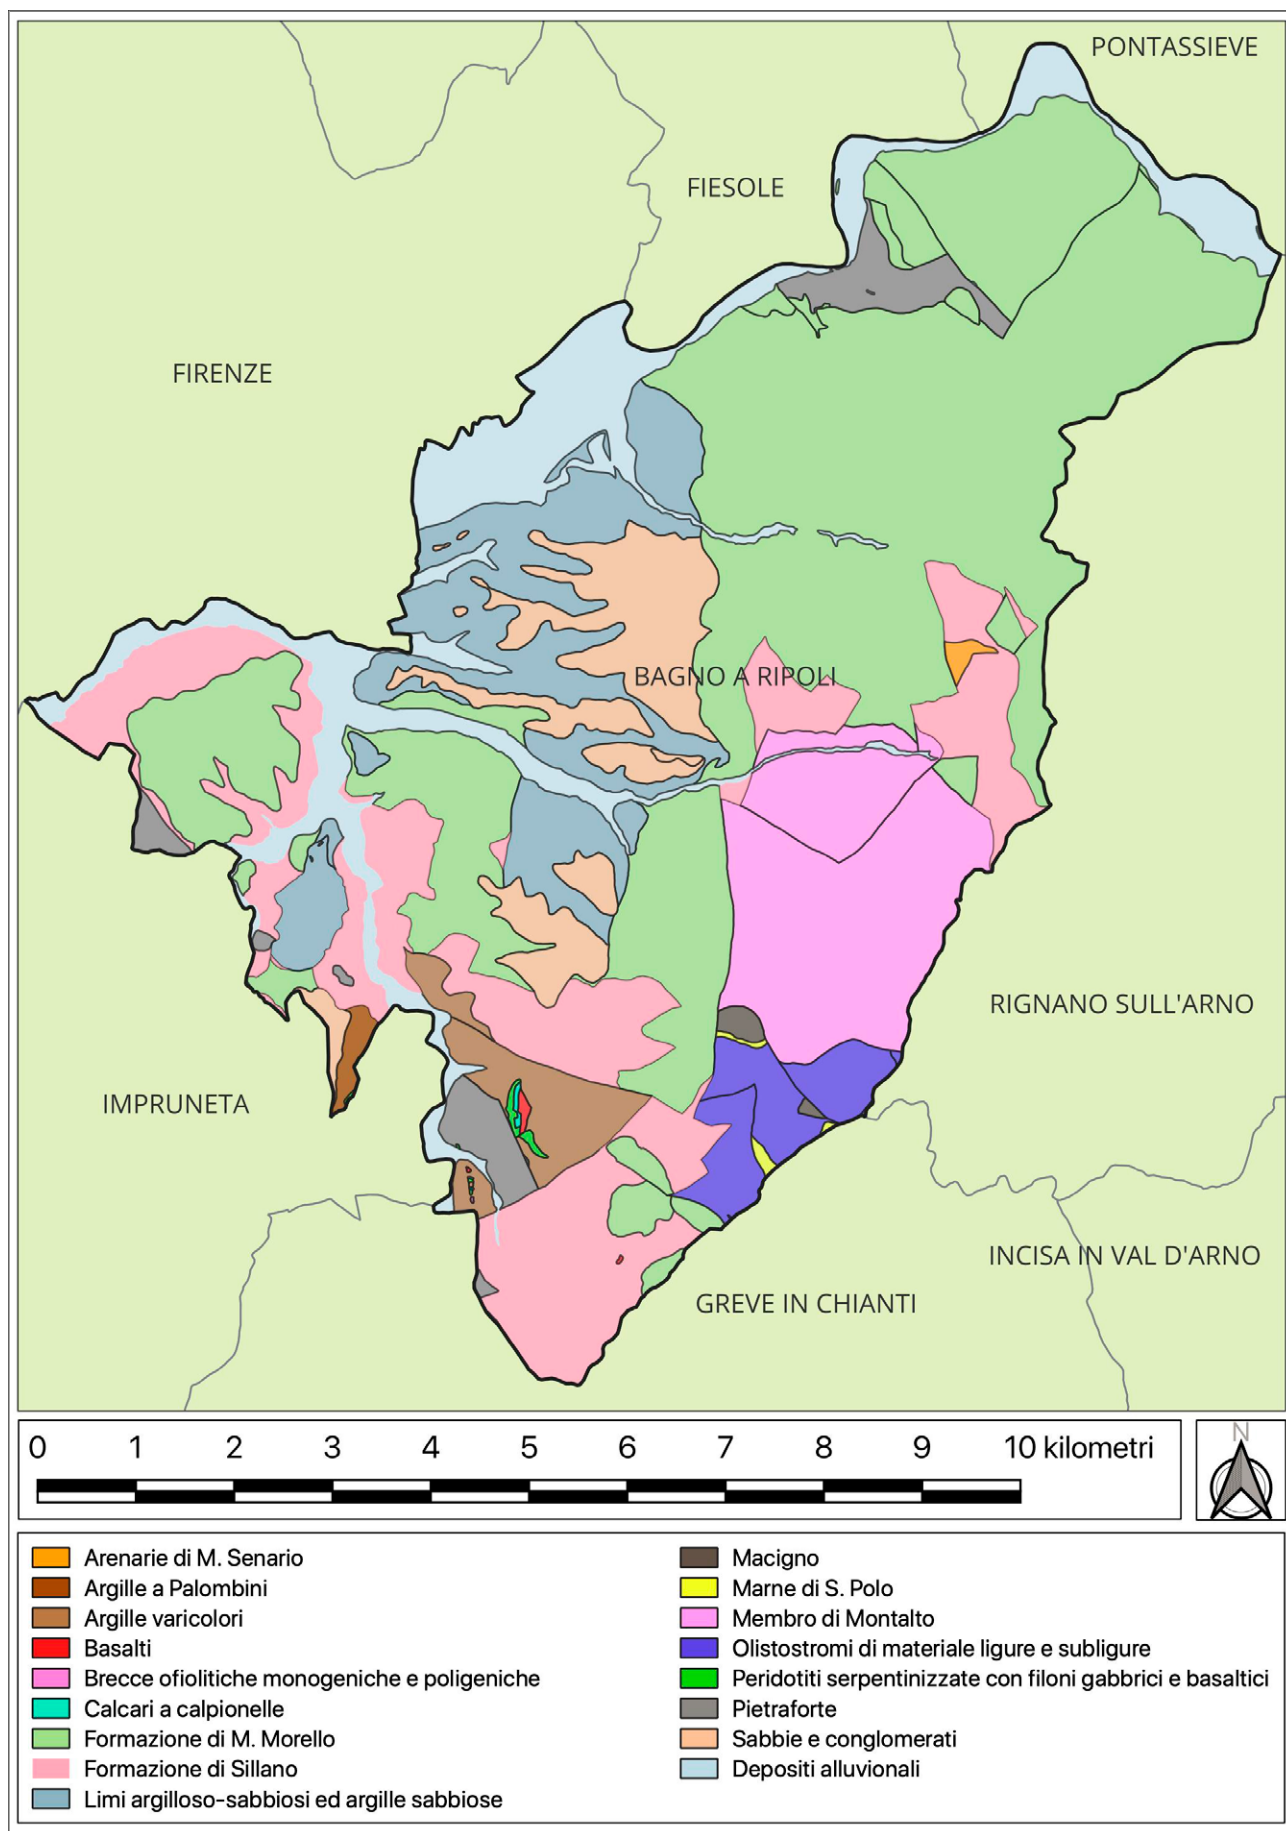 PONTASSIEVE
FIESOLE
FIRENZE
BAGNO A RIPOLI
RIGNANO SULL'ARNO
IMPRUNETA
INCISA IN VAL D'ARNO
GREVE IN CHIANTI
0 1 2 3 4 5 6 7 8 9 10 kilometri
N
Arenarie di M. Senario
Argille a Palombini
Argille varicolori
Basalti
Brecce ofiolitiche monogeniche e poligeniche
Calcari a calpionelle
Formazione di M. Morello
Formazione di Sillano
Limi argilloso-sabbiosi ed argille sabbiose
Macigno
Marne di S. Polo
Membro di Montalto
Olistostromi di materiale ligure e subligure
Peridotiti serpentinizzate con filoni gabbrici e basaltici
Pietraforte
Sabbie e conglomerati
Depositi alluvionali